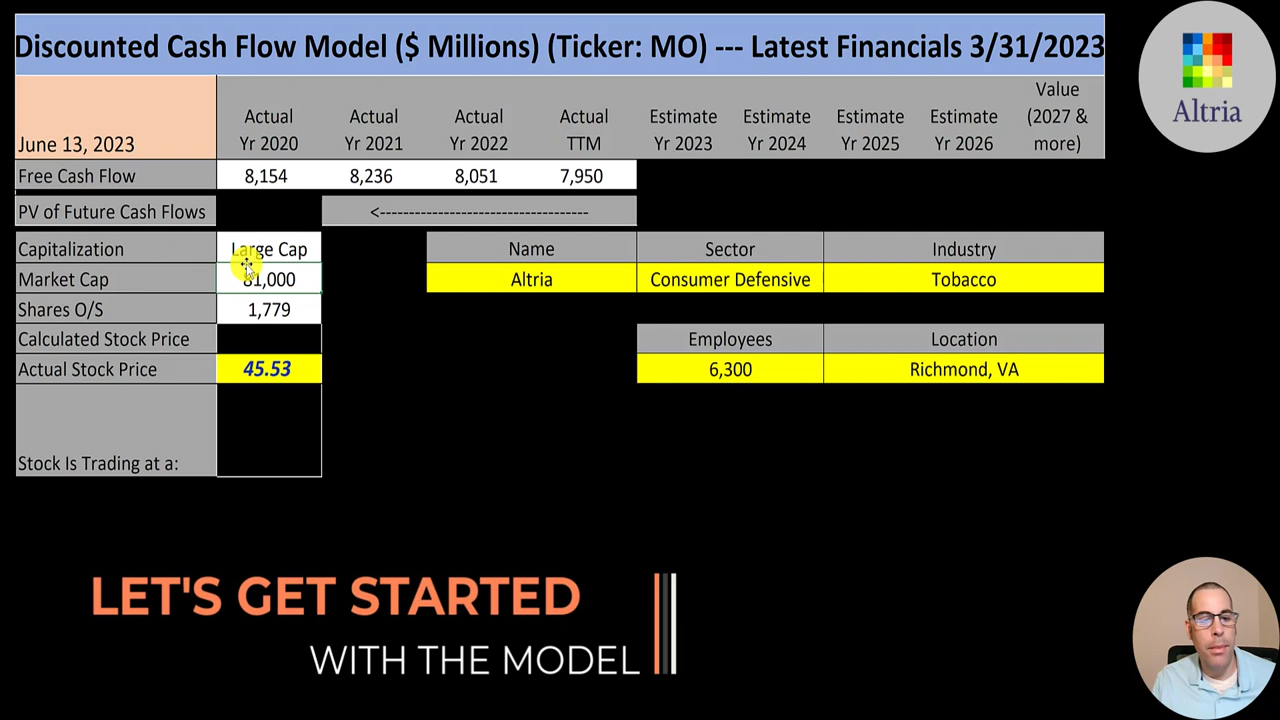 Discounted Cash Flow Model ($ Millions) (Ticker: MO) --- Latest Financials 3/31/2023
Altria
June 13, 2023
Actual Yr 2020
Actual Yr 2021
Actual Yr 2022
Actual TTM
Estimate Yr 2023
Estimate Yr 2024
Estimate Yr 2025
Estimate Yr 2026
Value (2027 & more)
Free Cash Flow 8,154 8,236 8,051 7,950
PV of Future Cash Flows <-----------------------------------
Capitalization Large Cap Name Sector Industry
Market Cap 81,000 Altria Consumer Defensive Tobacco
Shares O/S 1,779
Calculated Stock Price Employees Location
Actual Stock Price 45.53 6,300 Richmond, VA
Stock Is Trading at a:
LET'S GET STARTED
WITH THE MODEL